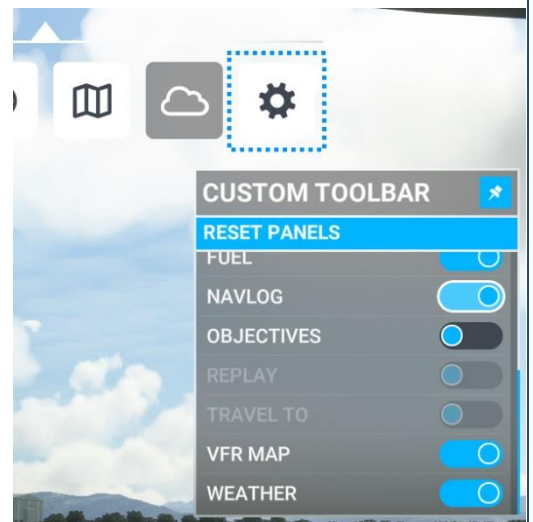 CUSTOM TOOLBAR
RESET PANELS
FUEL
NAVLOG
OBJECTIVES
REPLAY
TRAVEL TO
VFR MAP
WEATHER